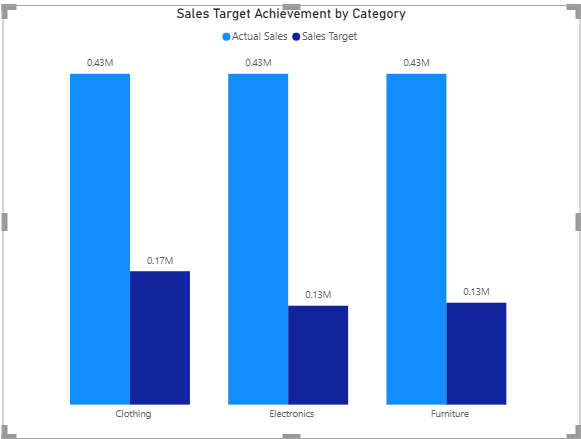 Sales Target Achievement by Category
Actual Sales Sales Target
0.43M 0.43M 0.43M
0.17M
0.13M 0.13M
Clothing Electronics Furniture